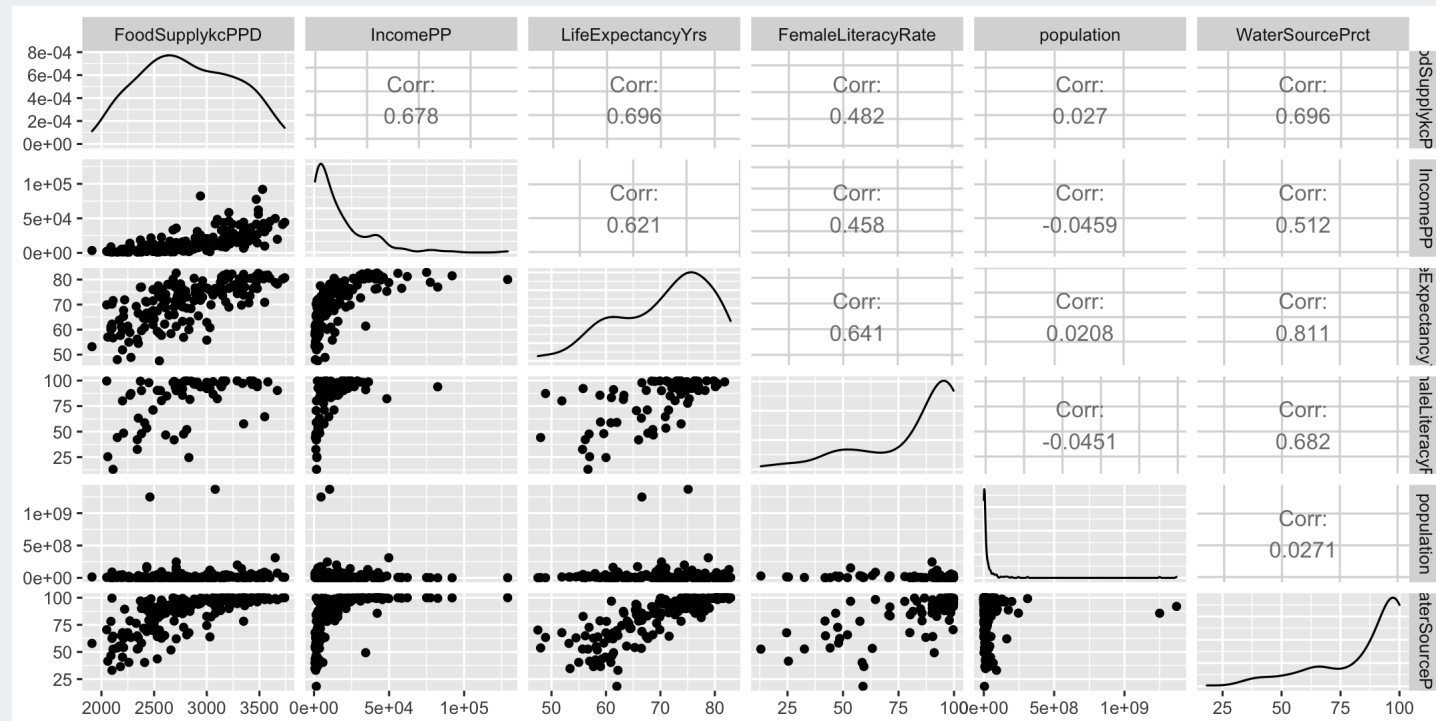 FoodSupplykcPPD IncomePP LifeExpectancyYrs FemaleLiteracyRate population WaterSourcePrct
8e-04
6e-04
4e-04
2e-04
0e+00
Corr:
0.678
Corr:
0.696
Corr:
0.482
Corr:
0.027
Corr:
0.696
odSupplykcP
1e+05
5e+04
0e+00
Corr:
0.621
Corr:
0.458
Corr:
-0.0459
Corr:
0.512
IncomePP
80
70
60
50
Corr:
0.641
Corr:
0.0208
Corr:
0.811
eExpectancy
100
75
50
25
Corr:
-0.0451
Corr:
0.682
naleLiteracyF
1e+09
5e+08
0e+00
Corr:
0.0271
population
100
75
50
25
aterSourceP
2000 2500 3000 3500 0e+00 5e+04 1e+05 50 60 70 80 25 50 75 100 0e+00 5e+08 1e+09 25 50 75 100